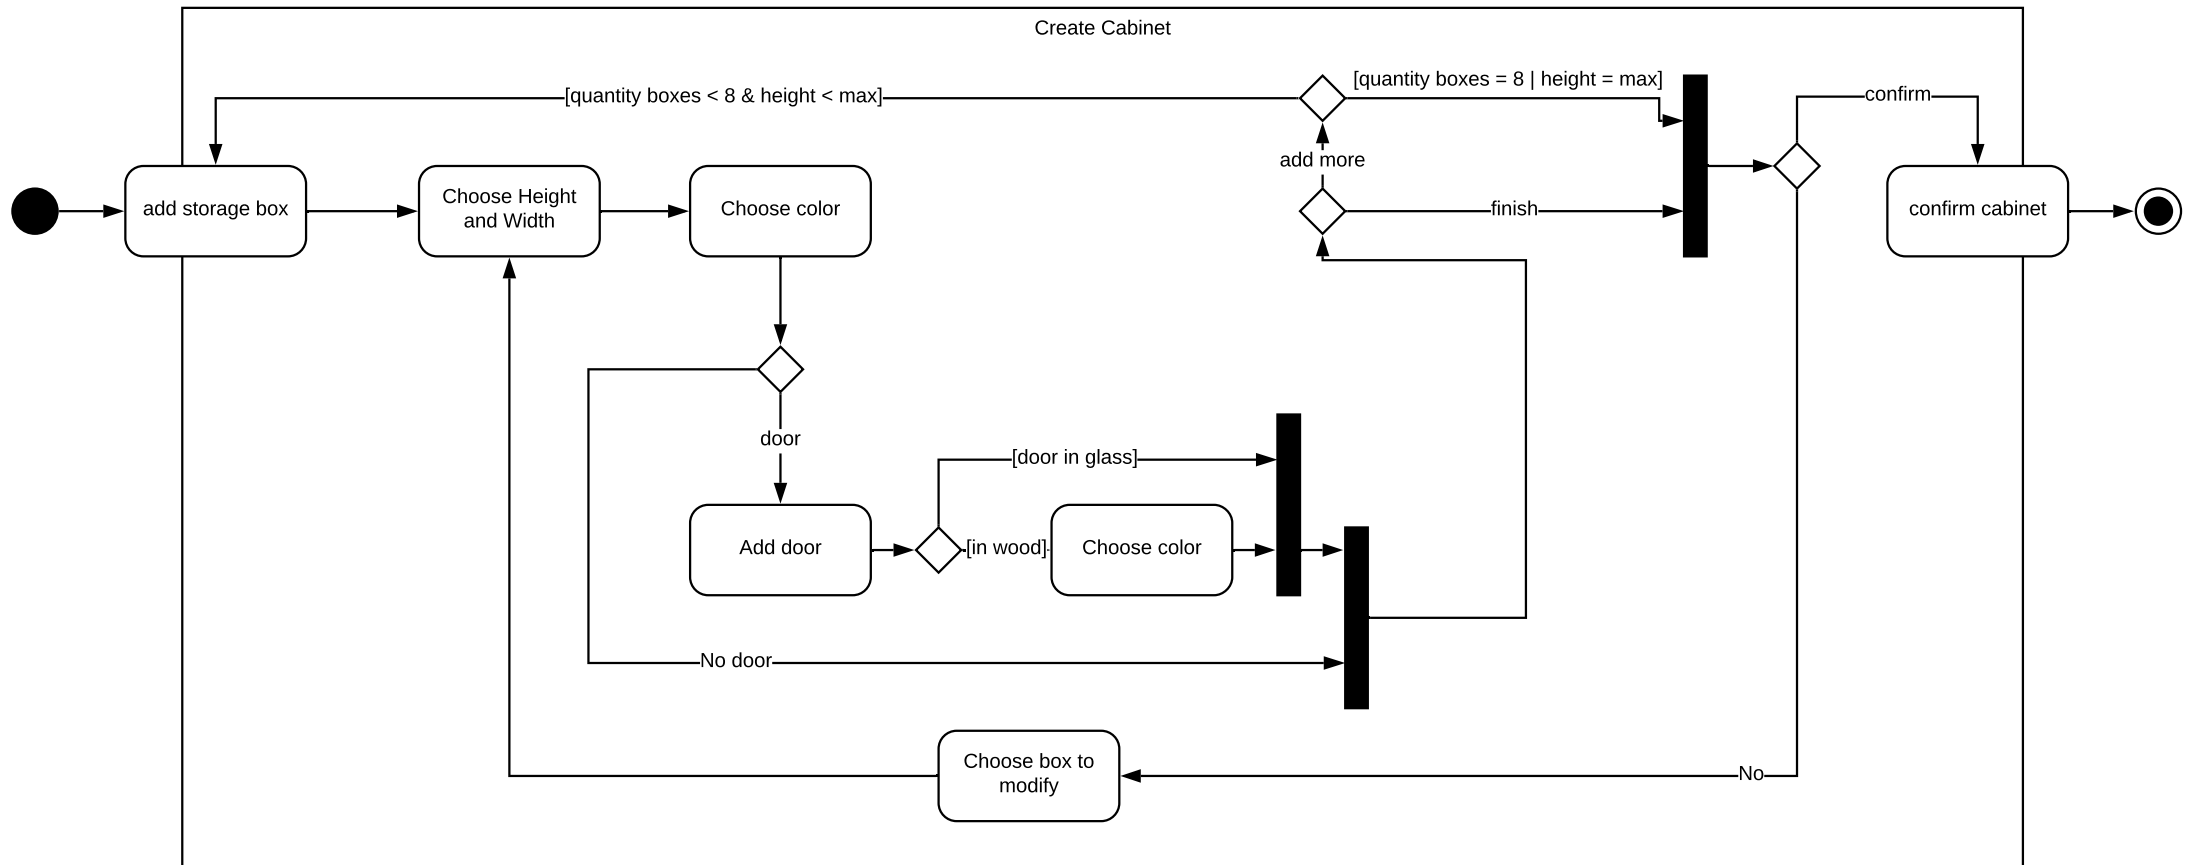 Create Cabinet
[quantity boxes < 8 & height < max]
[quantity boxes = 8 | height = max]
confirm
add more
add storage box
Choose Height
and Width
Choose color
finish
confirm cabinet
door
[door in glass]
Add door
[in wood]
Choose color
No door
Choose box to
modify
No